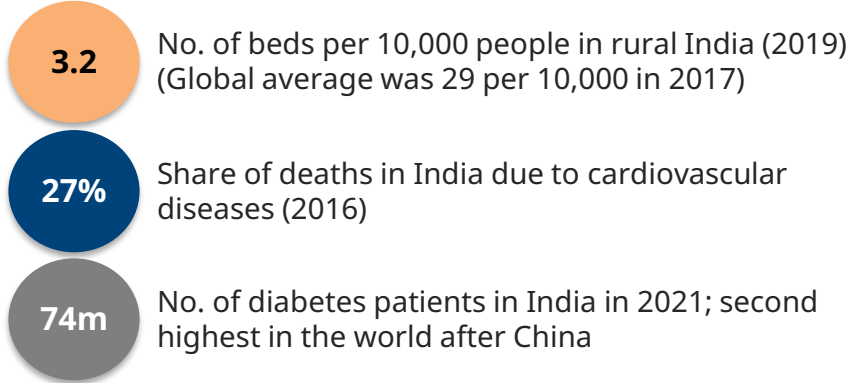 3.2
No. of beds per 10,000 people in rural India (2019)
(Global average was 29 per 10,000 in 2017)
27%
Share of deaths in India due to cardiovascular
diseases (2016)
74m
No. of diabetes patients in India in 2021; second
highest in the world after China